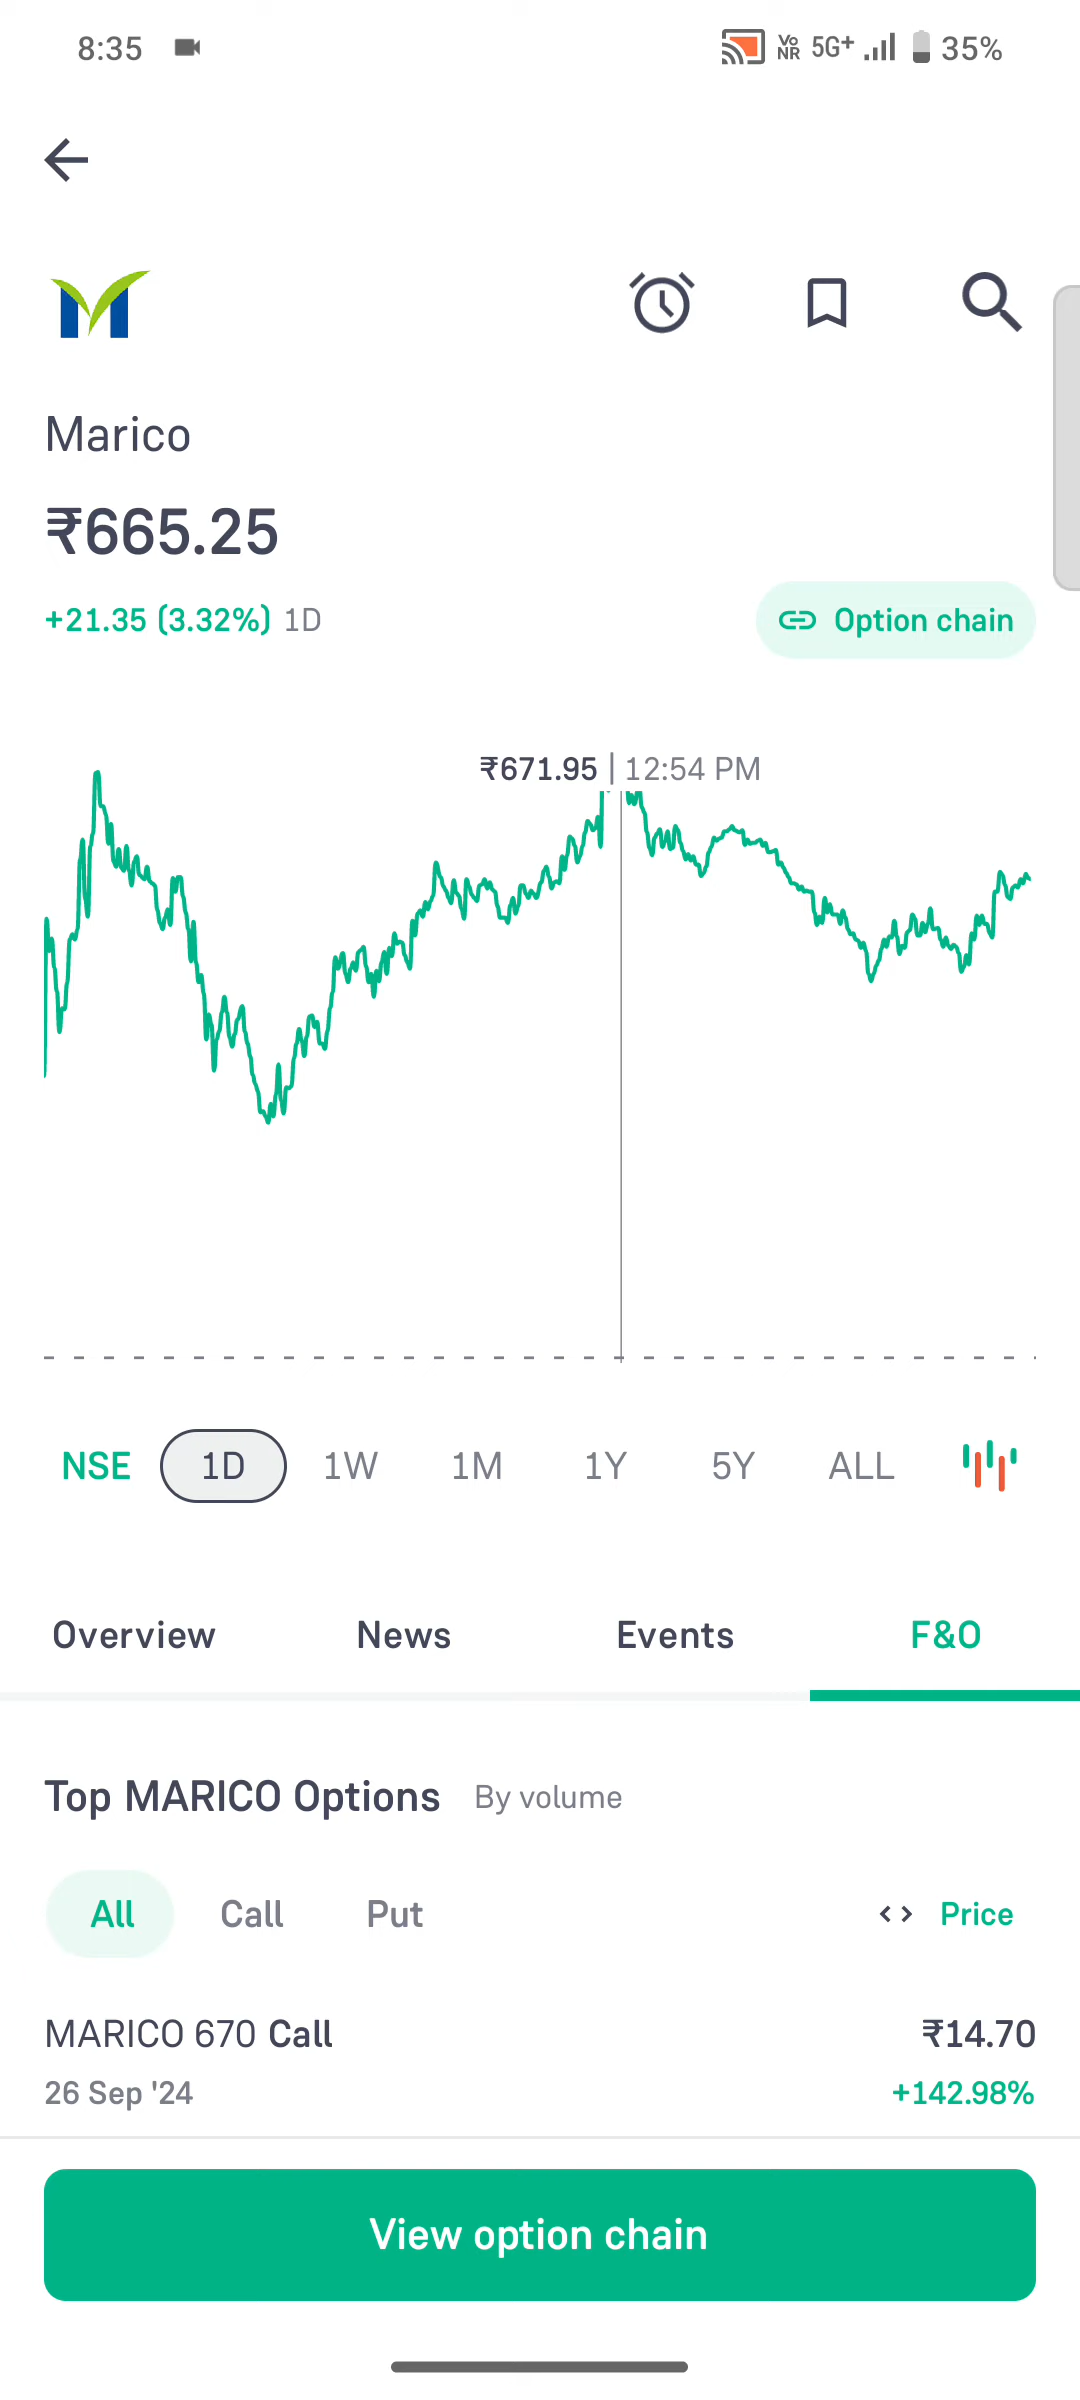 8:35 Vo NR 5G+ 35%
Marico
₹665.25
+21.35 (3.32%) 1D
Option chain
₹671.95 | 12:54 PM
NSE 1D 1W 1M 1Y 5Y ALL
Overview News Events F&O
Top MARICO Options By volume
All Call Put <> Price
MARICO 670 Call ₹14.70
26 Sep '24 +142.98%
View option chain